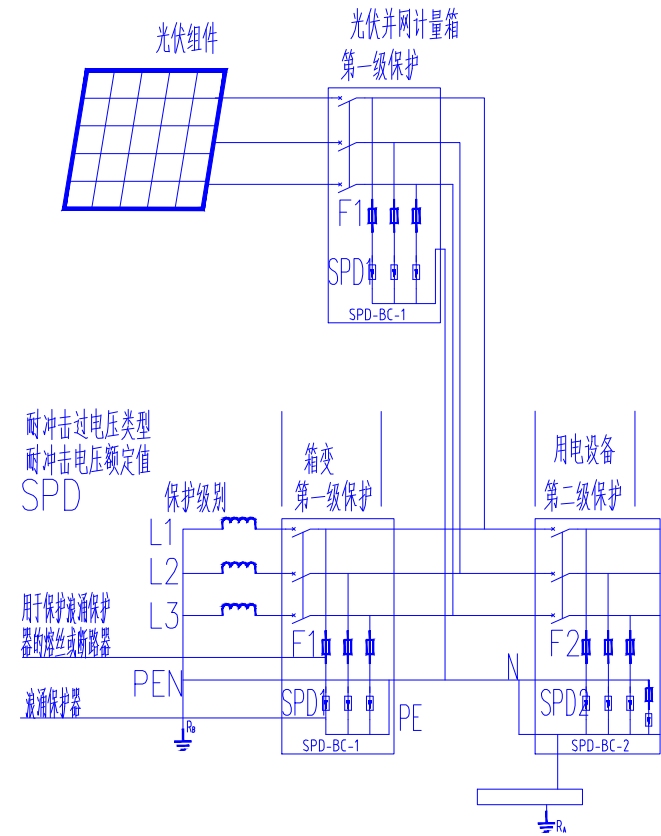 光伏组件
光伏并网计量箱
第一级保护
F1
SPD1
SPD-BC-1
耐冲击过电压类型
耐冲击电压额定值
SPD
保护级别
箱变
第一级保护
用电设备
第二级保护
L1
L2
L3
用于保护浪涌保护
器的熔丝或断路器
F1
F2
PEN
N
浪涌保护器
SPD1
PE
SPD2
RB
SPD-BC-1
SPD-BC-2
RA